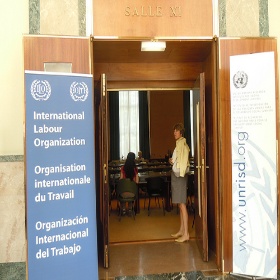 SALLE XI
International
Labour
Organization
Organisation
internationale
du Travail
Organización
Internacional
del Trabajo
www.unrisd.org